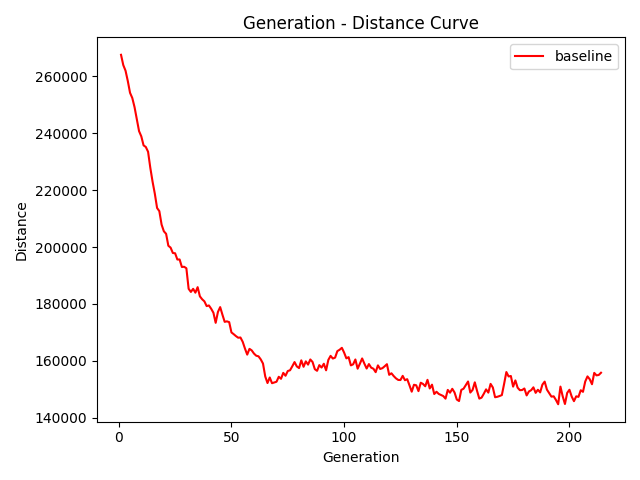 Generation - Distance Curve
baseline
Distance
260000
240000
220000
200000
180000
160000
140000
0 50 100 150 200
Generation